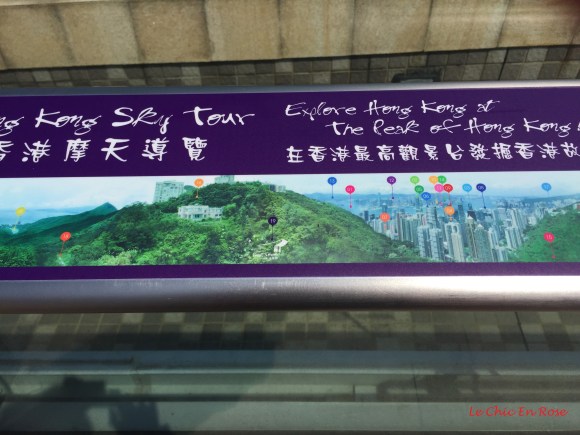 ng Kong Sky Tour
香港摩天導覽
Explore Hong Kong at
The Peak of Hong Kong
在香港最高觀景台發掘香港故
Le Chic En Rose